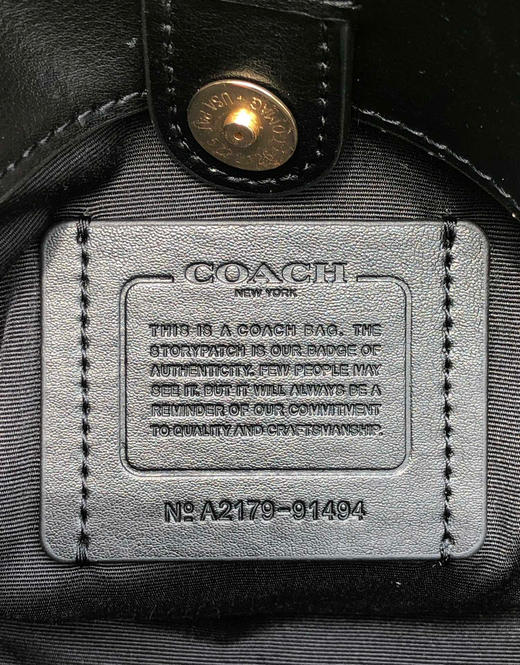 COACH
NEW YORK
THIS IS A COACH BAG. THE
STORYPATCH IS OUR BADGE OF
AUTHENTICITY. FEW PEOPLE MAY
SEE IT. BUT IT WILL ALWAYS BE A
REMINDER OF OUR COMMITMENT
TO QUALITY AND CRAFTSMANSHIP.
Nº A2179-91494